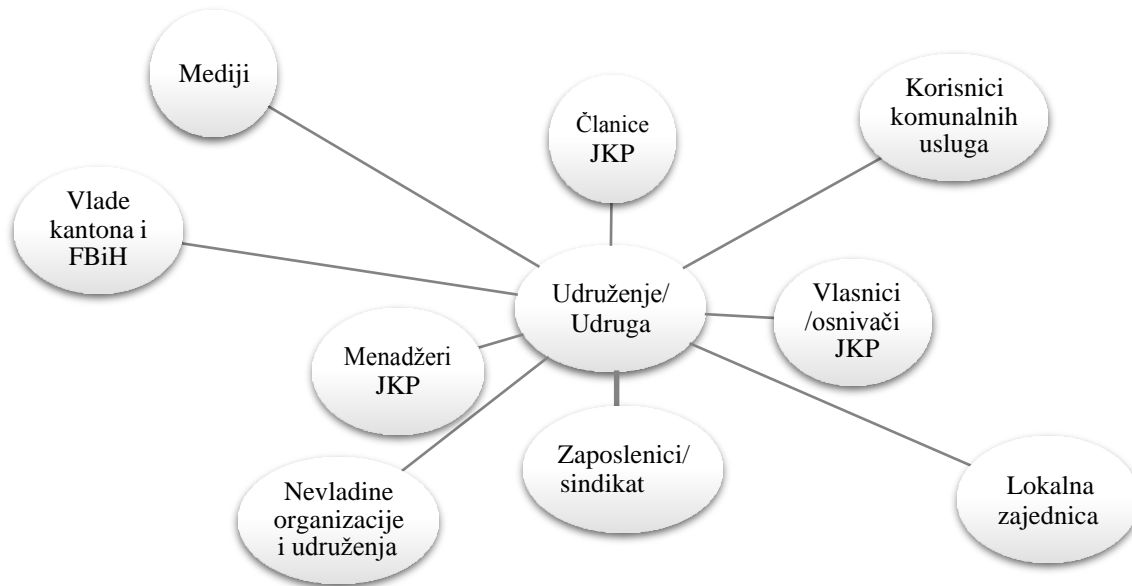 Mediji
Članice
JKP
Korisnici
komunalnih
usluga
Vlade
kantona i
FBiH
Udruženje/
Udruga
Vlasnici
/osnivači
JKP
Menadžeri
JKP
Zaposlenici/
sindikat
Nevladine
organizacije
i udruženja
Lokalna
zajednica